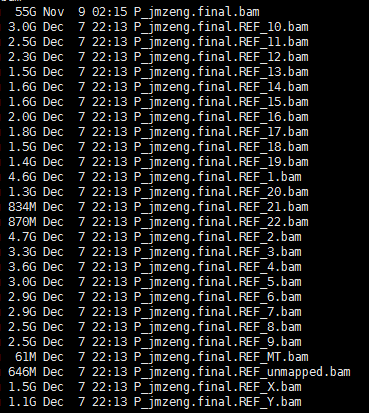 55G Nov  9 02:15 P_jmzeng.final.bam
3.0G Dec  7 22:13 P_jmzeng.final.REF_10.bam
2.5G Dec  7 22:13 P_jmzeng.final.REF_11.bam
2.3G Dec  7 22:13 P_jmzeng.final.REF_12.bam
1.5G Dec  7 22:13 P_jmzeng.final.REF_13.bam
1.6G Dec  7 22:13 P_jmzeng.final.REF_14.bam
1.6G Dec  7 22:13 P_jmzeng.final.REF_15.bam
2.0G Dec  7 22:13 P_jmzeng.final.REF_16.bam
1.8G Dec  7 22:13 P_jmzeng.final.REF_17.bam
1.5G Dec  7 22:13 P_jmzeng.final.REF_18.bam
1.4G Dec  7 22:13 P_jmzeng.final.REF_19.bam
4.6G Dec  7 22:13 P_jmzeng.final.REF_1.bam
1.3G Dec  7 22:13 P_jmzeng.final.REF_20.bam
834M Dec  7 22:13 P_jmzeng.final.REF_21.bam
870M Dec  7 22:13 P_jmzeng.final.REF_22.bam
4.7G Dec  7 22:13 P_jmzeng.final.REF_2.bam
3.3G Dec  7 22:13 P_jmzeng.final.REF_3.bam
3.6G Dec  7 22:13 P_jmzeng.final.REF_4.bam
3.0G Dec  7 22:13 P_jmzeng.final.REF_5.bam
2.9G Dec  7 22:13 P_jmzeng.final.REF_6.bam
2.9G Dec  7 22:13 P_jmzeng.final.REF_7.bam
2.5G Dec  7 22:13 P_jmzeng.final.REF_8.bam
2.5G Dec  7 22:13 P_jmzeng.final.REF_9.bam
61M Dec  7 22:13 P_jmzeng.final.REF_MT.bam
646M Dec  7 22:13 P_jmzeng.final.REF_unmapped.bam
1.5G Dec  7 22:13 P_jmzeng.final.REF_X.bam
1.1G Dec  7 22:13 P_jmzeng.final.REF_Y.bam